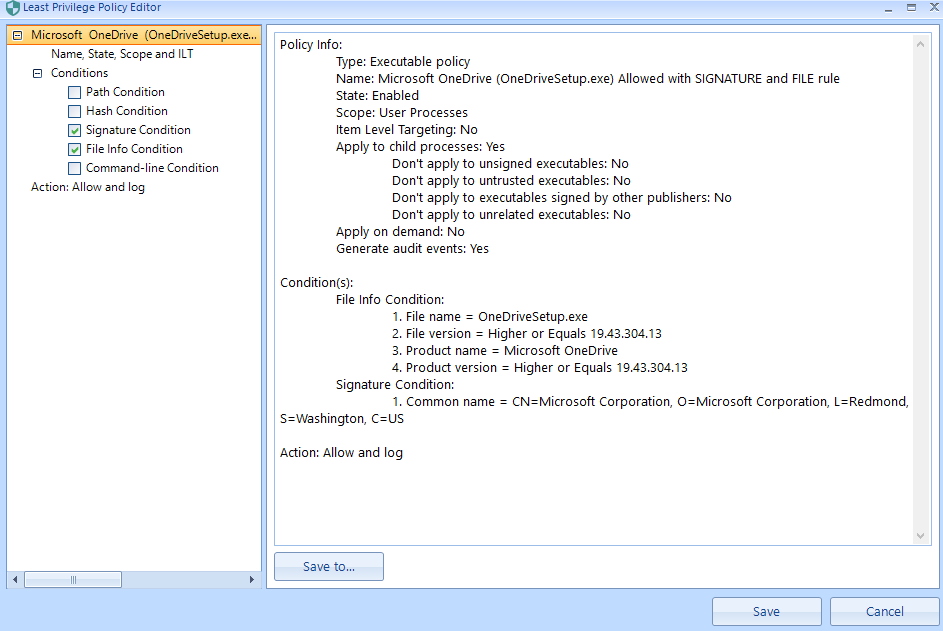 Least Privilege Policy Editor
Microsoft OneDrive (OneDriveSetup.exe...
Name, State, Scope and ILT
Conditions
Path Condition
Hash Condition
Signature Condition
File Info Condition
Command-line Condition
Action: Allow and log
Policy Info:
Type: Executable policy
Name: Microsoft OneDrive (OneDriveSetup.exe) Allowed with SIGNATURE and FILE rule
State: Enabled
Scope: User Processes
Item Level Targeting: No
Apply to child processes: Yes
Don't apply to unsigned executables: No
Don't apply to untrusted executables: No
Don't apply to executables signed by other publishers: No
Don't apply to unrelated executables: No
Apply on demand: No
Generate audit events: Yes
Condition(s):
File Info Condition:
1. File name = OneDriveSetup.exe
2. File version = Higher or Equals 19.43.304.13
3. Product name = Microsoft OneDrive
4. Product version = Higher or Equals 19.43.304.13
Signature Condition:
1. Common name = CN=Microsoft Corporation, O=Microsoft Corporation, L=Redmond,
S=Washington, C=US
Action: Allow and log
Save to...
Save
Cancel